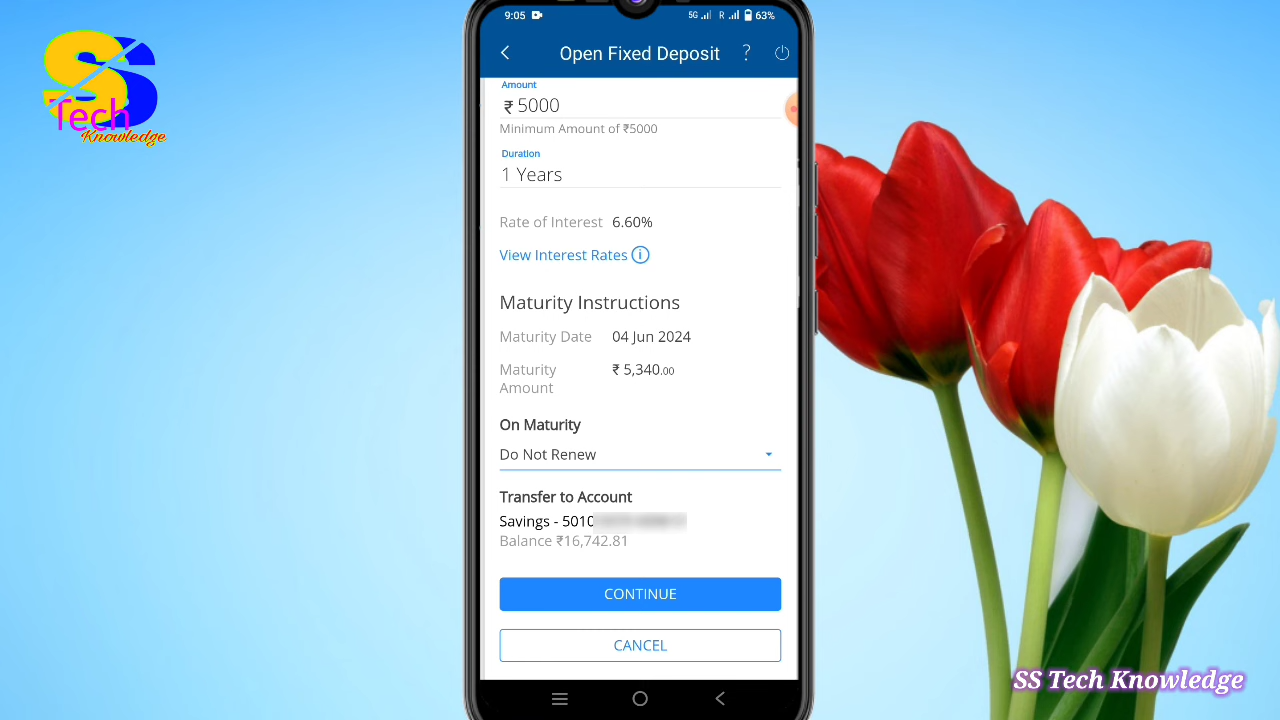 S S
Tech
Knowledge
9:05 5G R 63%
Open Fixed Deposit ?
Amount
₹ 5000
Minimum Amount of ₹5000
Duration
1 Years
Rate of Interest 6.60%
View Interest Rates i
Maturity Instructions
Maturity Date 04 Jun 2024
Maturity Amount ₹ 5,340.00
On Maturity
Do Not Renew
Transfer to Account
Savings - 5010
Balance ₹16,742.81
CONTINUE
CANCEL
SS Tech Knowledge